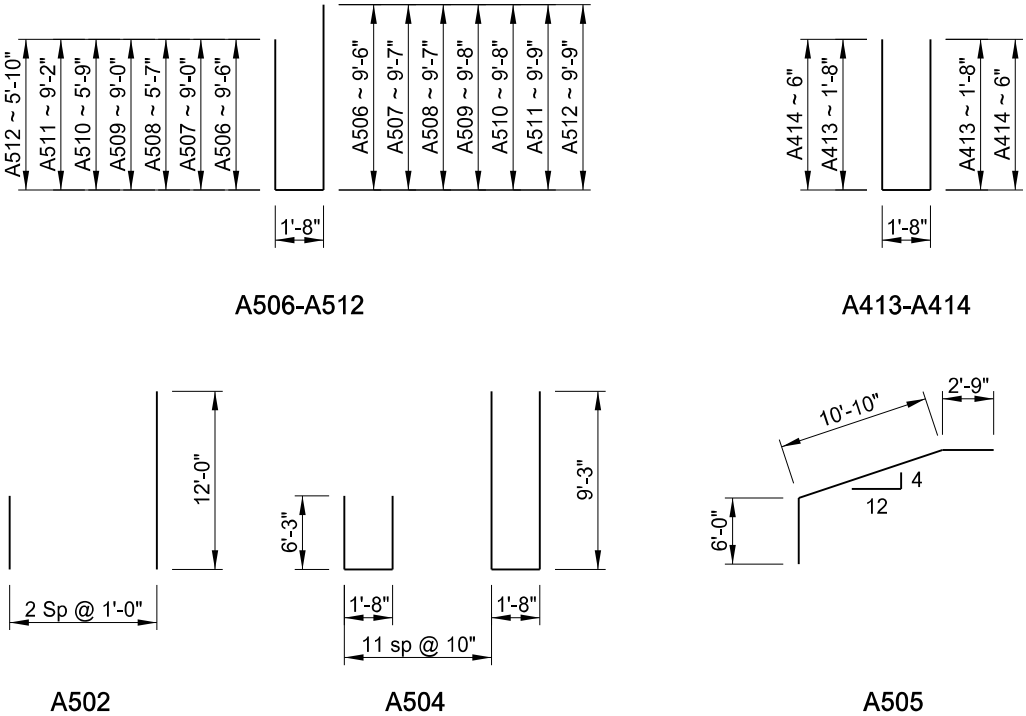 A512 ~ 5'-10"
A511 ~ 9'-2"
A510 ~ 5'-9"
A509 ~ 9'-0"
A508 ~ 5'-7"
A507 ~ 9'-0"
A506 ~ 9'-6"
A506 ~ 9'-6"
A507 ~ 9'-7"
A508 ~ 9'-7"
A509 ~ 9'-8"
A510 ~ 9'-8"
A511 ~ 9'-9"
A512 ~ 9'-9"
1'-8"
A506-A512
A414 ~ 6"
A413 ~ 1'-8"
A413 ~ 1'-8"
A414 ~ 6"
1'-8"
A413-A414
12'-0"
2 Sp @ 1'-0"
A502
6'-3"
9'-3"
1'-8"
1'-8"
11 sp @ 10"
A504
10'-10"
2'-9"
4
12
6'-0"
A505